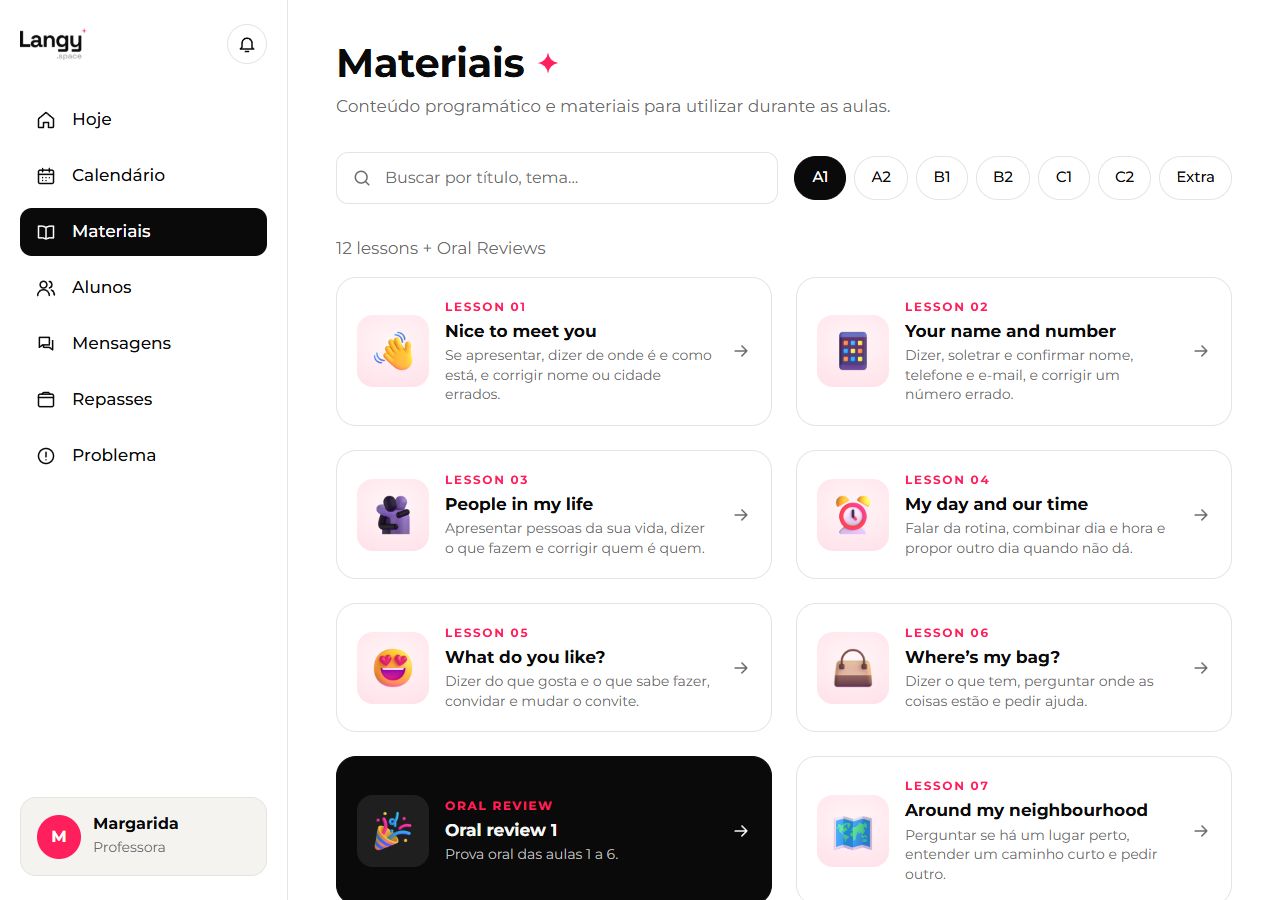 Langy
.space
Hoje
Calendário
Materiais
Alunos
Mensagens
Repasses
Problema
M
Margarida
Professora
Materiais
Conteúdo programático e materiais para utilizar durante as aulas.
Buscar por título, tema...
A1
A2
B1
B2
C1
C2
Extra
12 lessons + Oral Reviews
LESSON 01
Nice to meet you
Se apresentar, dizer de onde é e como
está, e corrigir nome ou cidade
errados.
LESSON 02
Your name and number
Dizer, soletrar e confirmar nome,
telefone e e-mail, e corrigir um
número errado.
LESSON 03
People in my life
Apresentar pessoas da sua vida, dizer
o que fazem e corrigir quem é quem.
LESSON 04
My day and our time
Falar da rotina, combinar dia e hora e
propor outro dia quando não dá.
LESSON 05
What do you like?
Dizer do que gosta e o que sabe fazer,
convidar e mudar o convite.
LESSON 06
Where’s my bag?
Dizer o que tem, perguntar onde as
coisas estão e pedir ajuda.
ORAL REVIEW
Oral review 1
Prova oral das aulas 1 a 6.
LESSON 07
Around my neighbourhood
Perguntar se há um lugar perto,
entender um caminho curto e pedir
outro.